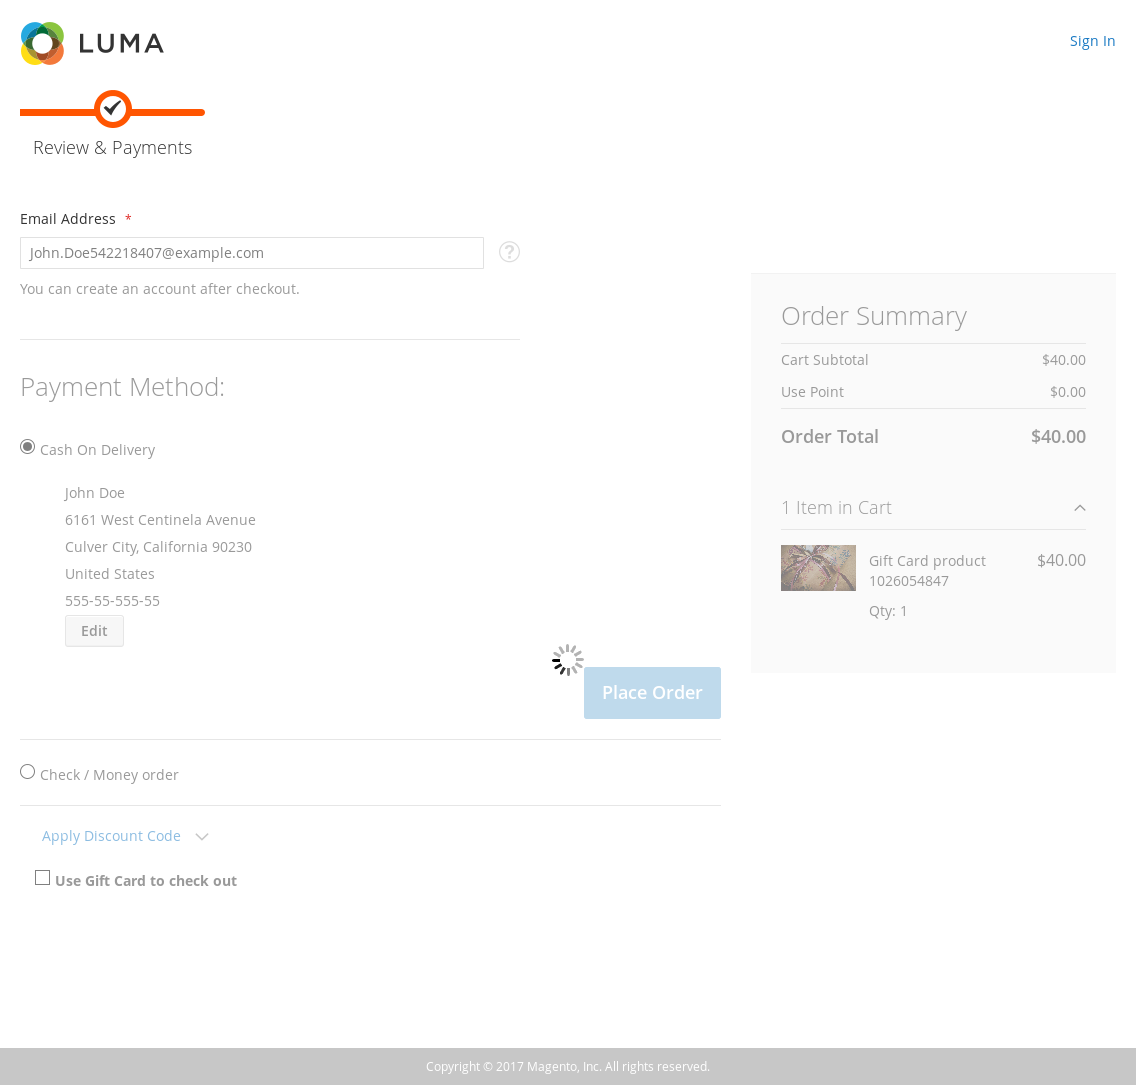 LUMA
Sign In
Review & Payments
Email Address *
John.Doe542218407@example.com
?
You can create an account after checkout.
Payment Method:
Cash On Delivery
John Doe
6161 West Centinela Avenue
Culver City, California 90230
United States
555-55-555-55
Edit
Place Order
Check / Money order
Apply Discount Code
Use Gift Card to check out
Order Summary
Cart Subtotal $40.00
Use Point $0.00
Order Total $40.00
1 Item in Cart
Gift Card product $40.00
1026054847
Qty: 1
Copyright © 2017 Magento, Inc. All rights reserved.